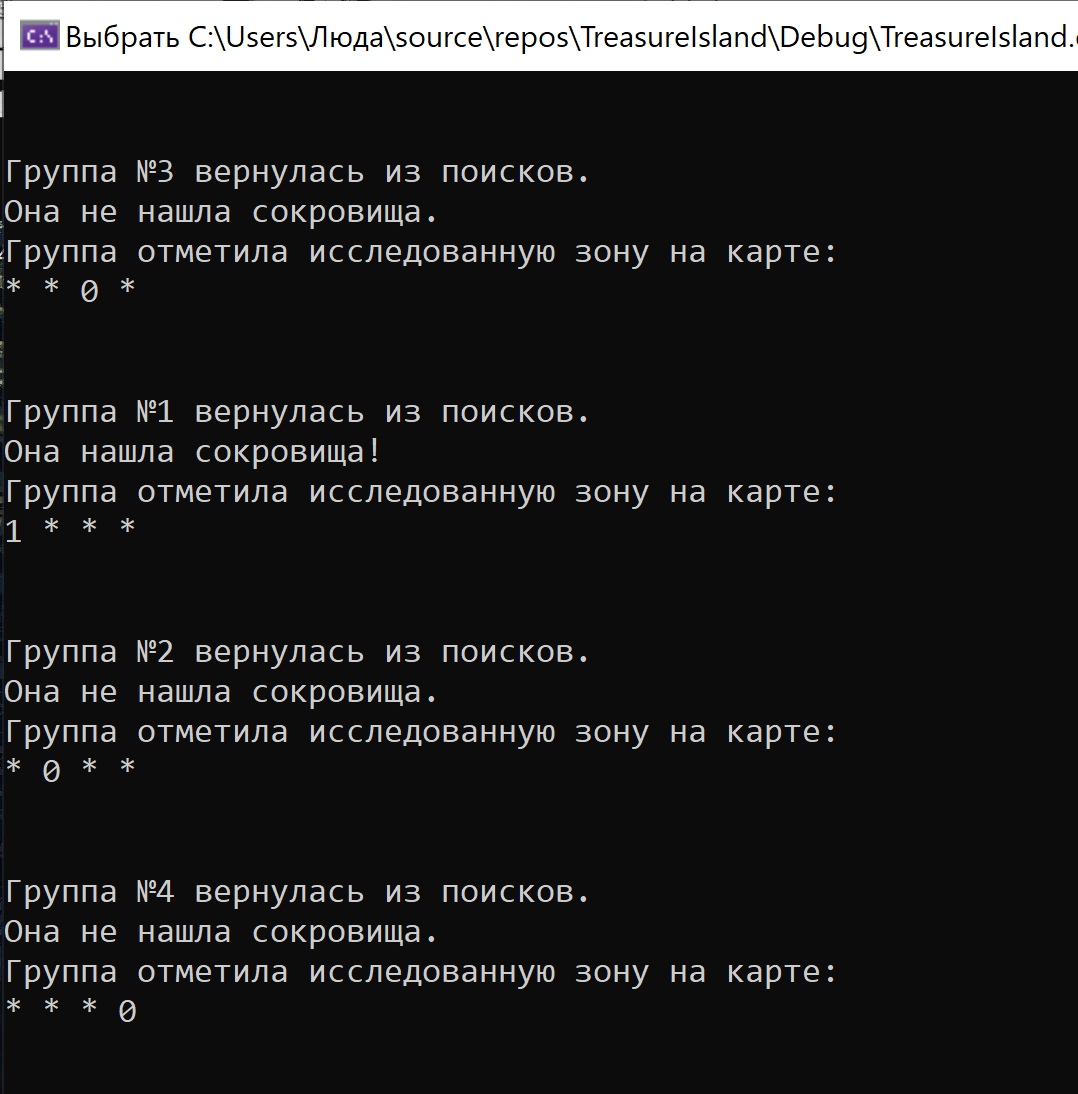 Выбрать C:\Users\Люда\source\repos\TreasureIsland\Debug\TreasureIsland.
Группа №3 вернулась из поисков.
Она не нашла сокровища.
Группа отметила исследованную зону на карте:
* * 0 *
Группа №1 вернулась из поисков.
Она нашла сокровища!
Группа отметила исследованную зону на карте:
1 * * *
Группа №2 вернулась из поисков.
Она не нашла сокровища.
Группа отметила исследованную зону на карте:
* 0 * *
Группа №4 вернулась из поисков.
Она не нашла сокровища.
Группа отметила исследованную зону на карте:
* * * 0